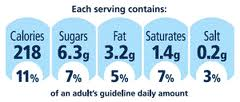 Each serving contains:
Calories Sugars Fat Saturates Salt
218 6.3g 3.2g 1.4g 0.2g
11% 7% 5% 7% 3%
of an adult's guideline daily amount